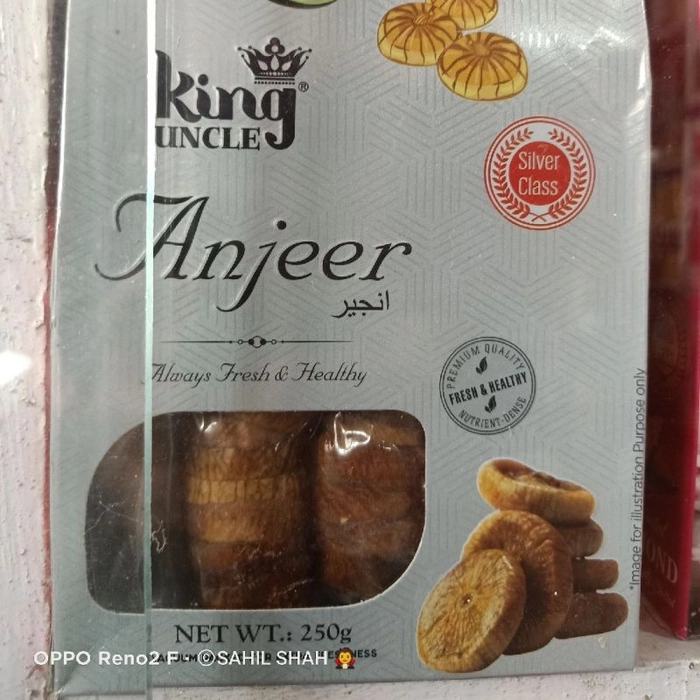 King®
UNCLE
Silver
Class
Anjeer
انجير
Always Fresh & Healthy
PREMIUM QUALITY
FRESH & HEALTHY
NUTRIENT-DENSE
*Image for illustration Purpose only
OND
NET WT.: 250g
OPPO Reno2 F ©SAHIL SHAH